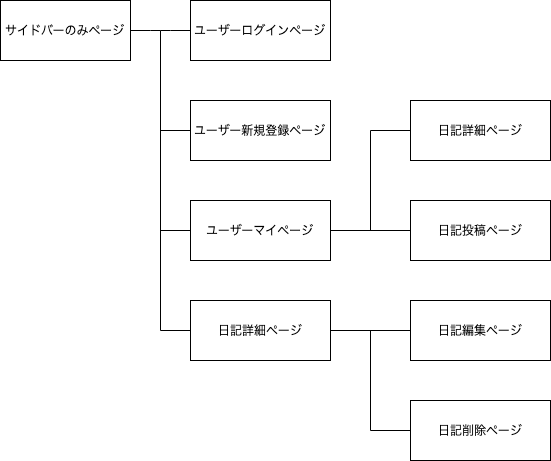 サイドバーのみページ
ユーザーログインページ
ユーザー新規登録ページ
日記詳細ページ
ユーザーマイページ
日記投稿ページ
日記詳細ページ
日記編集ページ
日記削除ページ